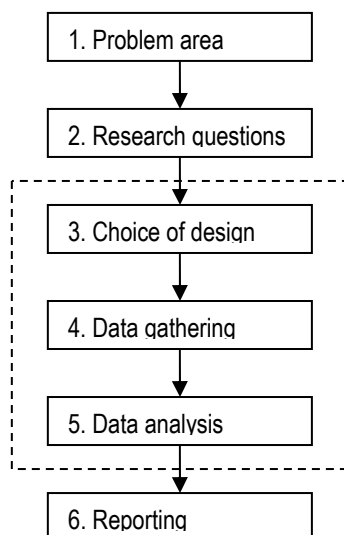 1. Problem area
2. Research questions
3. Choice of design
4. Data gathering
5. Data analysis
6. Reporting